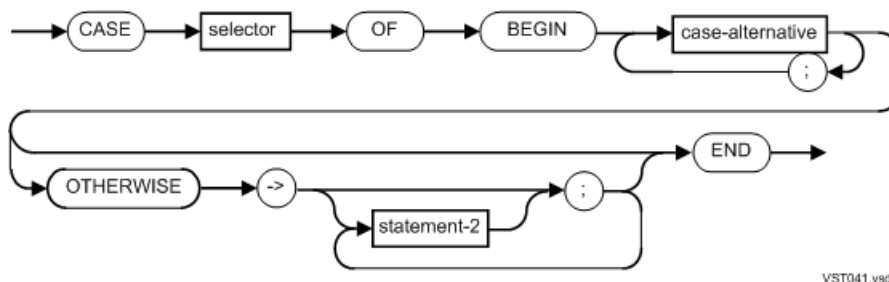 CASE selector OF BEGIN case-alternative
;
END
OTHERWISE -> ;
statement-2
VST041.vsd